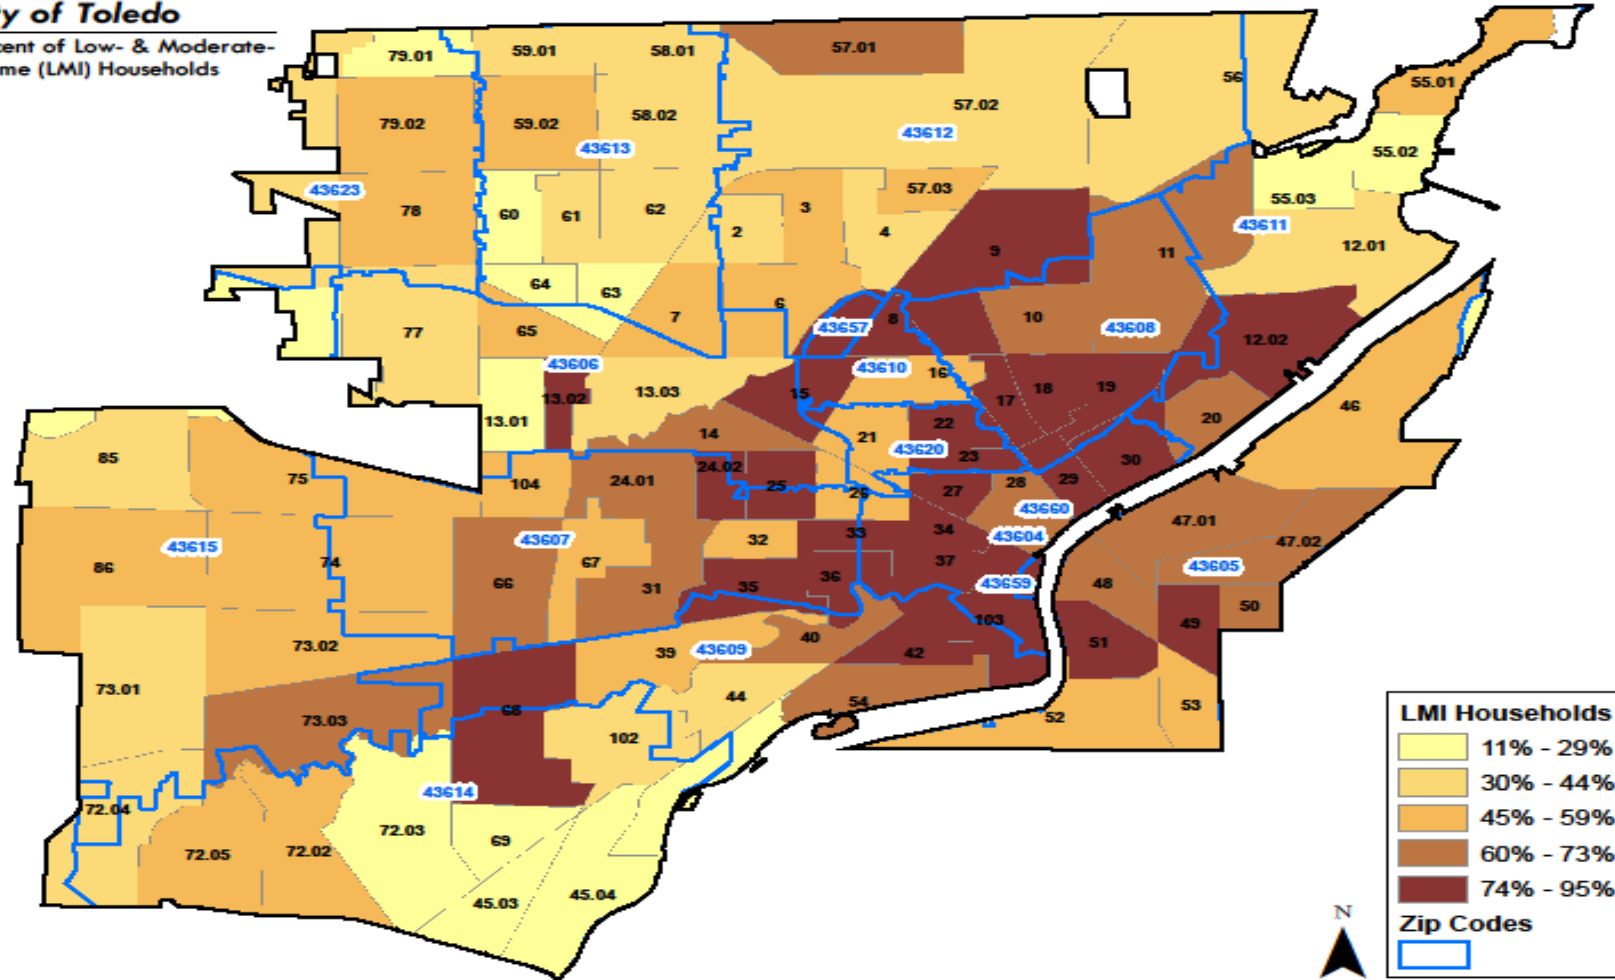 y of Toledo
cent of Low- & Moderate-
me (LMI) Households
79.01 59.01 58.01 57.01
56 55.01
79.02 59.02 58.02 57.02
43613 43612
55.02
43623 57.03 55.03
78 60 61 62 2 3 4 43611
9 11 12.01
64 63
77 65 7 6 43657 8 10 43608 12.02
43606 43610 16
13.01 13.02 13.03 15 17 18 19 46
85 14 21 22 20
43620 23 30
75 104 24.01 24.02 25 26 27 28 29
43660
43615 43607 32 33 34 43604 47.01 47.02
86 74 67 37 43605
66 31 35 36 43659 48
50
103 49
73.02 39 43609 40 42 51
73.01 44 54 53
73.03 68 102 52
43614
72.04
72.03 69
72.05 72.02
45.03 45.04
LMI Households
11% - 29%
30% - 44%
45% - 59%
60% - 73%
74% - 95%
Zip Codes
N